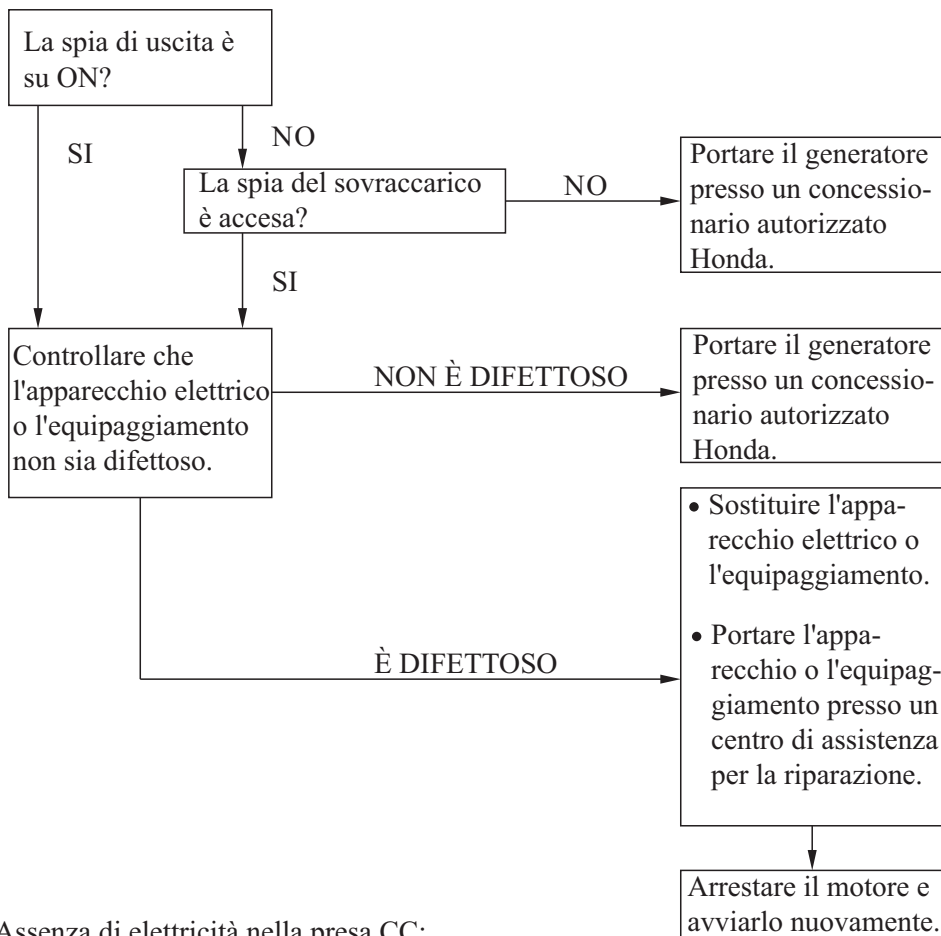 La spia di uscita è
su ON?
SI
NO
La spia del sovraccarico
è accesa?
NO
Portare il generatore
presso un concessio-
nario autorizzato
Honda.
SI
Controllare che
l'apparecchio elettrico
o l'equipaggiamento
non sia difettoso.
NON È DIFETTOSO
Portare il generatore
presso un concessio-
nario autorizzato
Honda.
È DIFETTOSO
• Sostituire l'appa-
recchio elettrico o
l'equipaggiamento.
• Portare l'appa-
recchio o l'equipag-
giamento presso un
centro di assistenza
per la riparazione.
Arrestare il motore e
avviarlo nuovamente.
Assenza di elettricità nella presa CC: